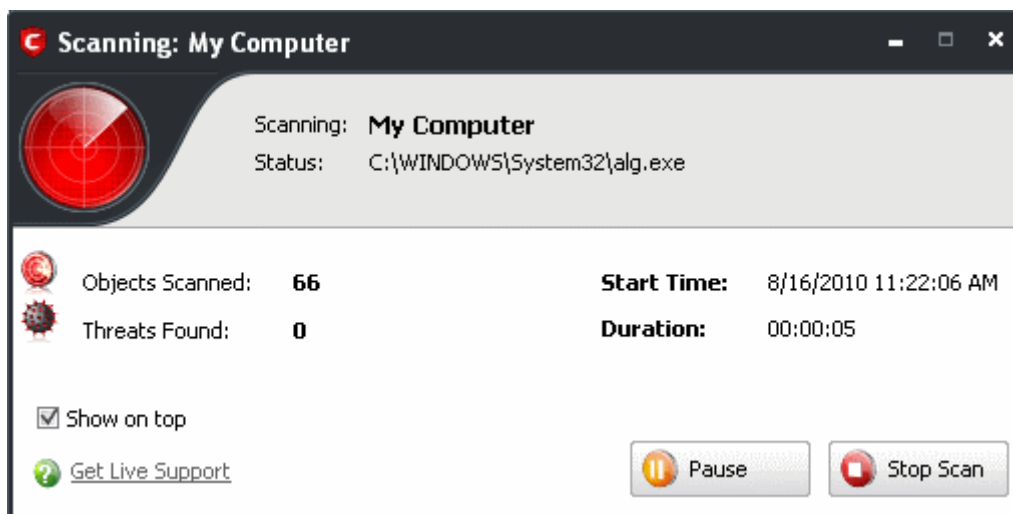 Scanning: My Computer
Scanning: My Computer
Status: C:\WINDOWS\System32\alg.exe
Objects Scanned: 66
Start Time: 8/16/2010 11:22:06 AM
Threats Found: 0
Duration: 00:00:05
Show on top
Get Live Support
Pause
Stop Scan